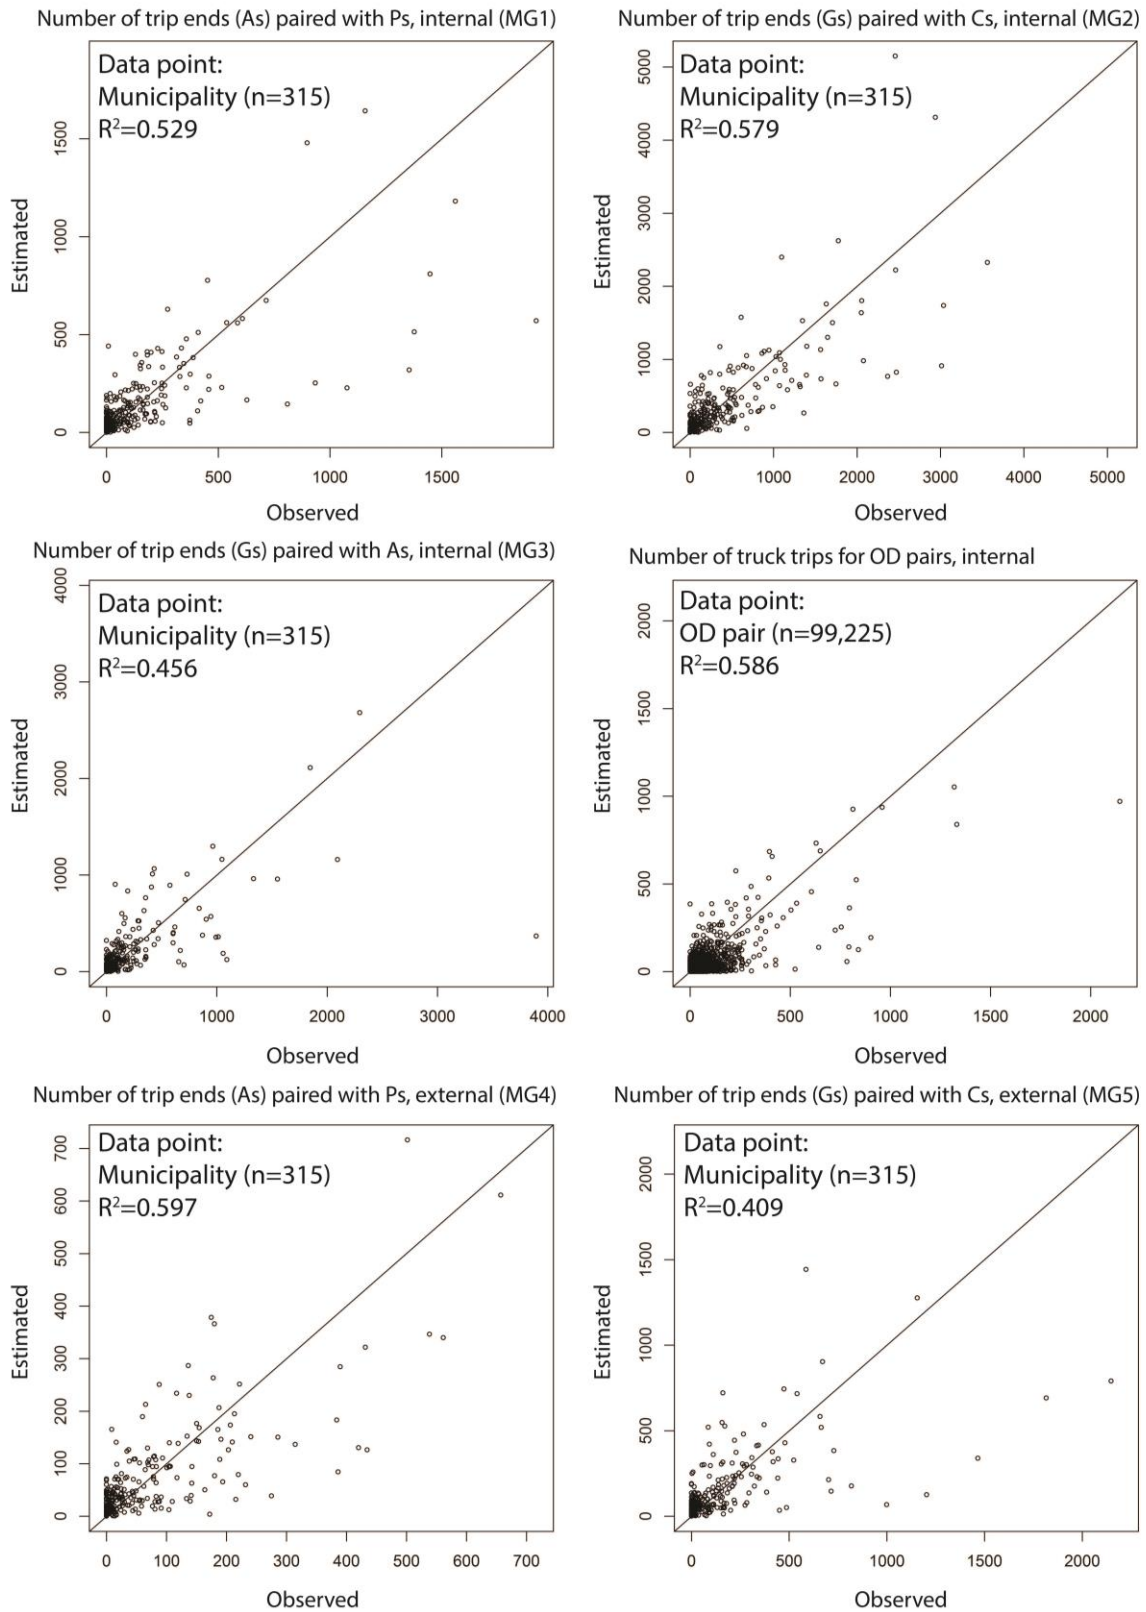 Number of trip ends (As) paired with Ps, internal (MG1)
Data point:
Municipality (n=315)
R²=0.529
Estimated
0
500
1000
1500
0 500 1000 1500
Observed
Number of trip ends (Gs) paired with Cs, internal (MG2)
Data point:
Municipality (n=315)
R²=0.579
Estimated
0
1000
2000
3000
4000
5000
0 1000 2000 3000 4000 5000
Observed
Number of trip ends (Gs) paired with As, internal (MG3)
Data point:
Municipality (n=315)
R²=0.456
Estimated
0
1000
2000
3000
4000
0 1000 2000 3000 4000
Observed
Number of truck trips for OD pairs, internal
Data point:
OD pair (n=99,225)
R²=0.586
Estimated
0
500
1000
1500
2000
0 500 1000 1500 2000
Observed
Number of trip ends (As) paired with Ps, external (MG4)
Data point:
Municipality (n=315)
R²=0.597
Estimated
0
100
200
300
400
500
600
700
0 100 200 300 400 500 600 700
Observed
Number of trip ends (Gs) paired with Cs, external (MG5)
Data point:
Municipality (n=315)
R²=0.409
Estimated
0
500
1000
1500
2000
0 500 1000 1500 2000
Observed